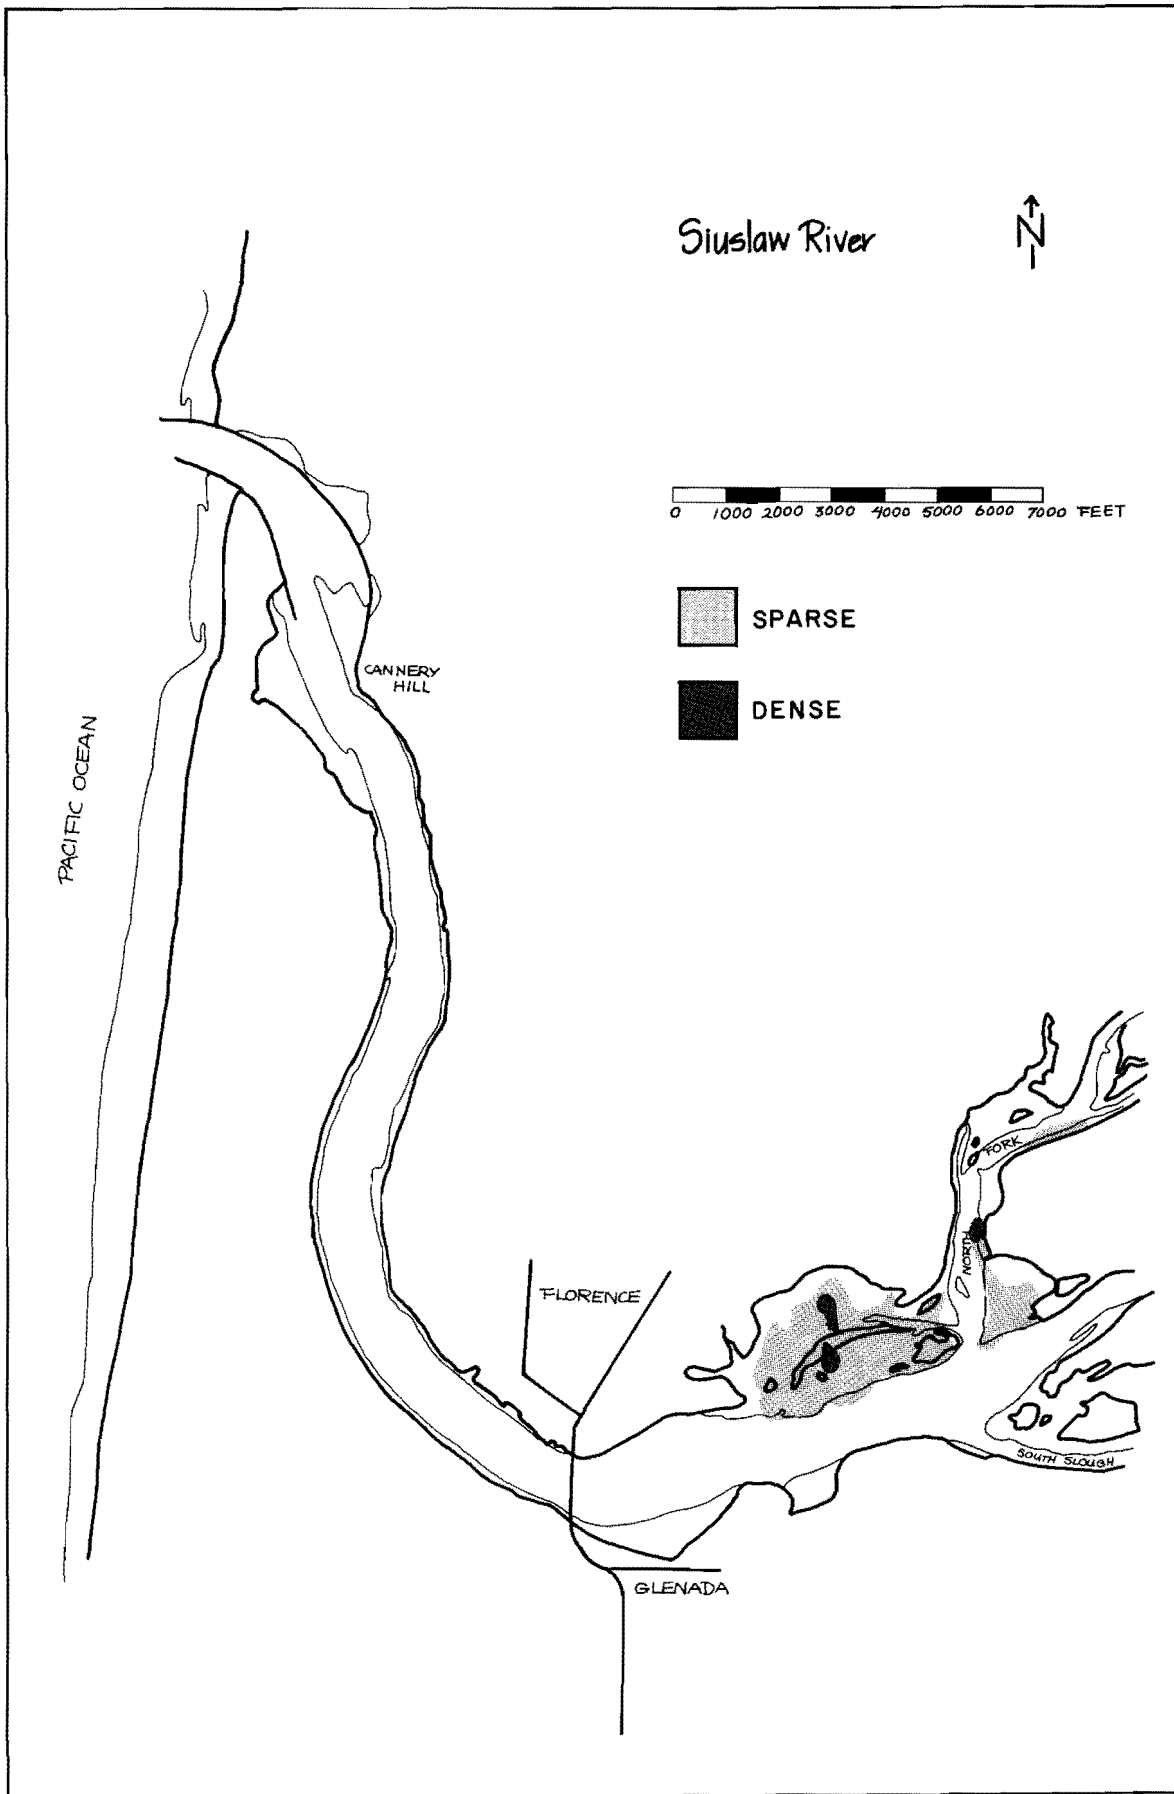 Siuslaw River
N
0 1000 2000 3000 4000 5000 6000 7000 FEET
SPARSE
DENSE
CANNERY
HILL
PACIFIC OCEAN
FORK
NORTH
FLORENCE
SOUTH SLOUGH
GLENADA